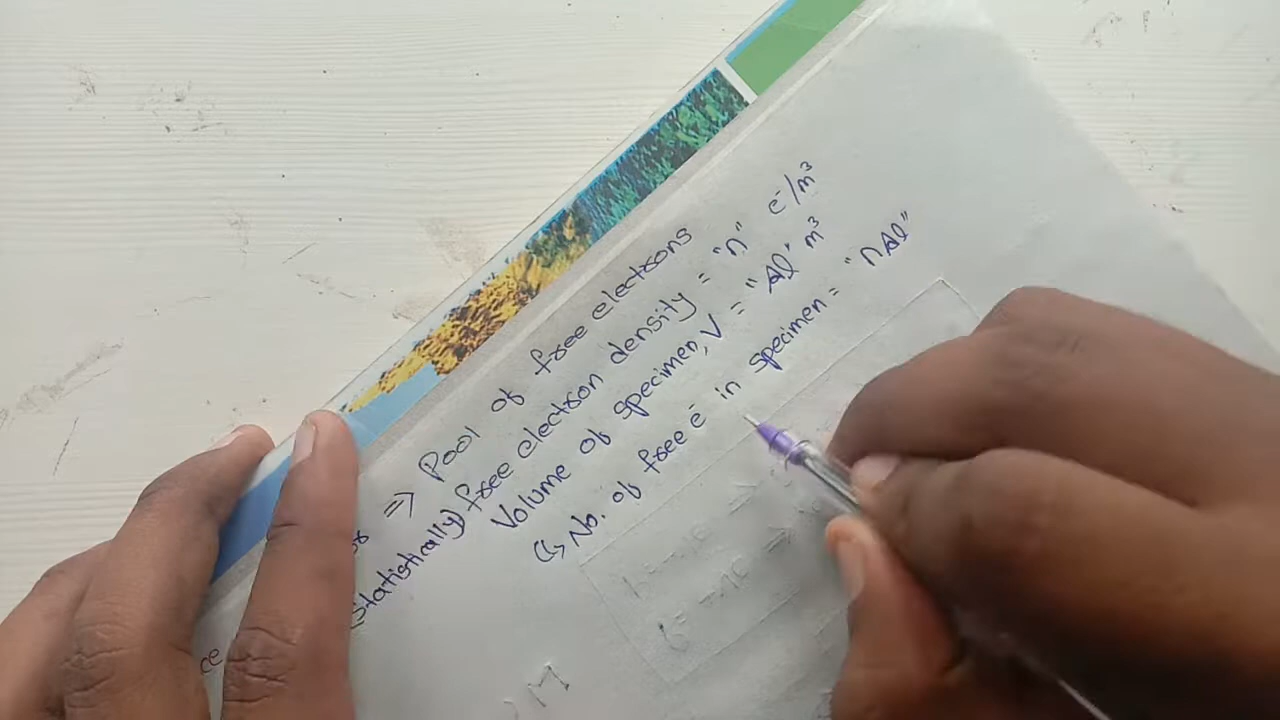 => Pool of free electrons
(Statistically) free electron density = "n" e⁻/m³
Volume of specimen, V = "Al" m³
↳ No. of free e⁻ in specimen = "nAl"
ce